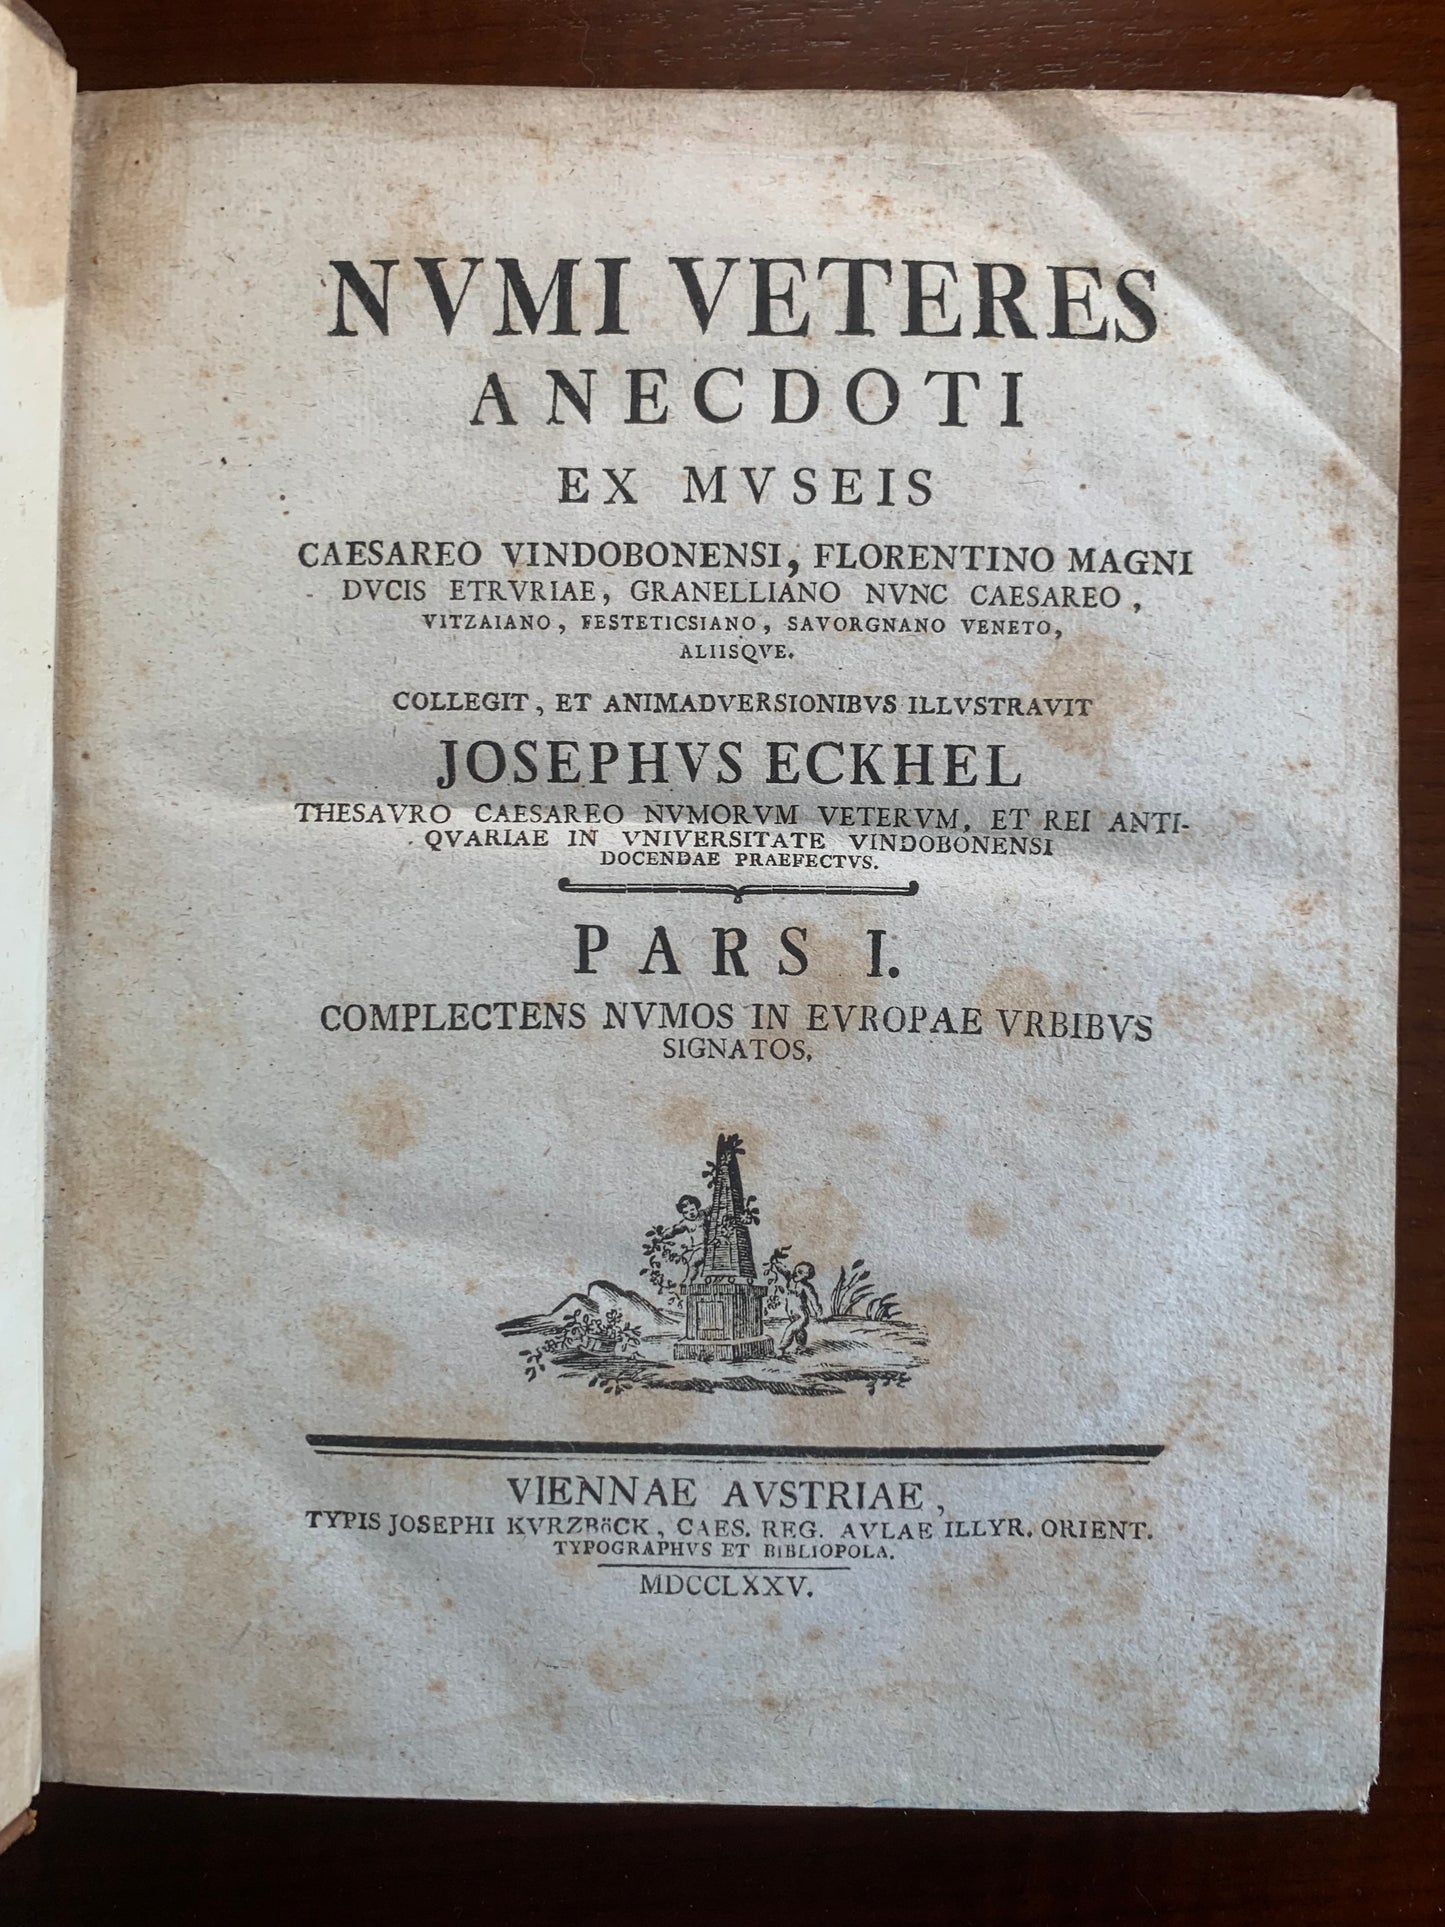 NVMI VETERES
ANECDOTI
EX MVSEIS
CAESAREO VINDOBONENSI, FLORENTINO MAGNI
DVCIS ETRVRIAE, GRANELLIANO NVNC CAESAREO,
VITZAIANO, FESTETICSIANO, SAVORGNANO VENETO,
ALIISQVE.
COLLEGIT, ET ANIMADVERSIONIBVS ILLVSTRAVIT
JOSEPHVS ECKHEL
THESAVRO CAESAREO NVMORVM VETERVM, ET REI ANTI-
QVARIAE IN VNIVERSITATE VINDOBONENSI
DOCENDAE PRAEFECTVS.
PARS I.
COMPLECTENS NVMOS IN EVROPAE VRBIBVS
SIGNATOS.
VIENNAE AVSTRIAE,
TYPIS JOSEPHI KVRZBöCK, CAES. REG. AVLAE ILLYR. ORIENT.
TYPOGRAPHVS ET BIBLIOPOLA.
MDCCLXXV.